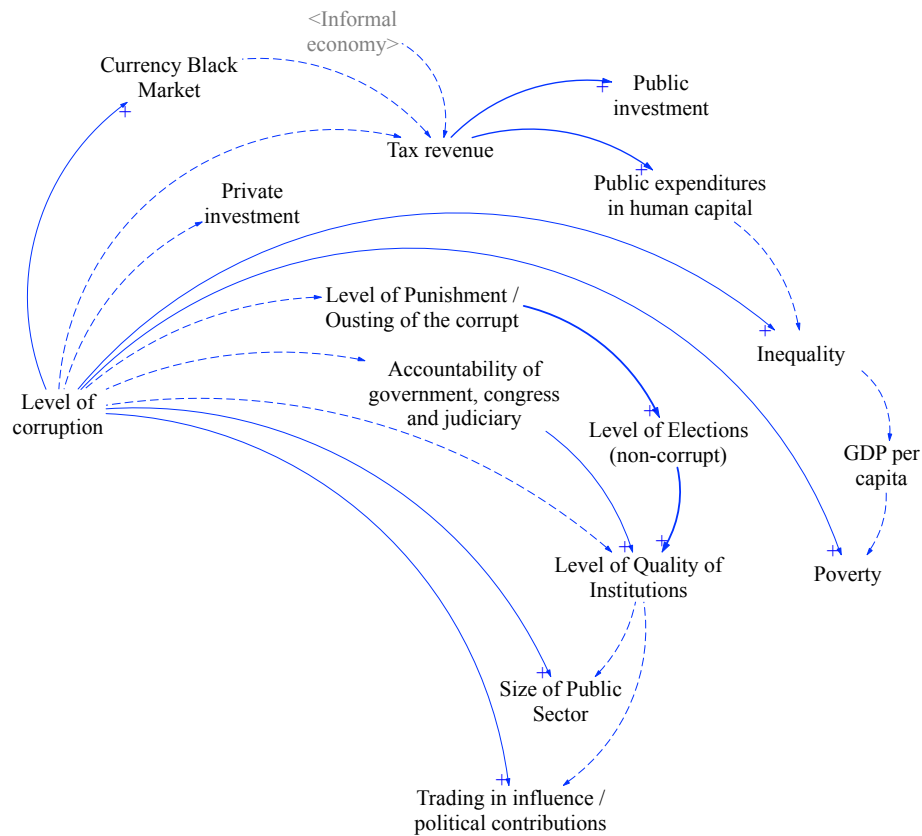 <Informal
economy>
Currency Black
Market
Public
investment
Tax revenue
Public expenditures
in human capital
Private
investment
Level of Punishment /
Ousting of the corrupt
Inequality
Accountability of
government, congress
and judiciary
Level of
corruption
Level of Elections
(non-corrupt)
GDP per
capita
Level of Quality of
Institutions
Poverty
Size of Public
Sector
Trading in influence /
political contributions